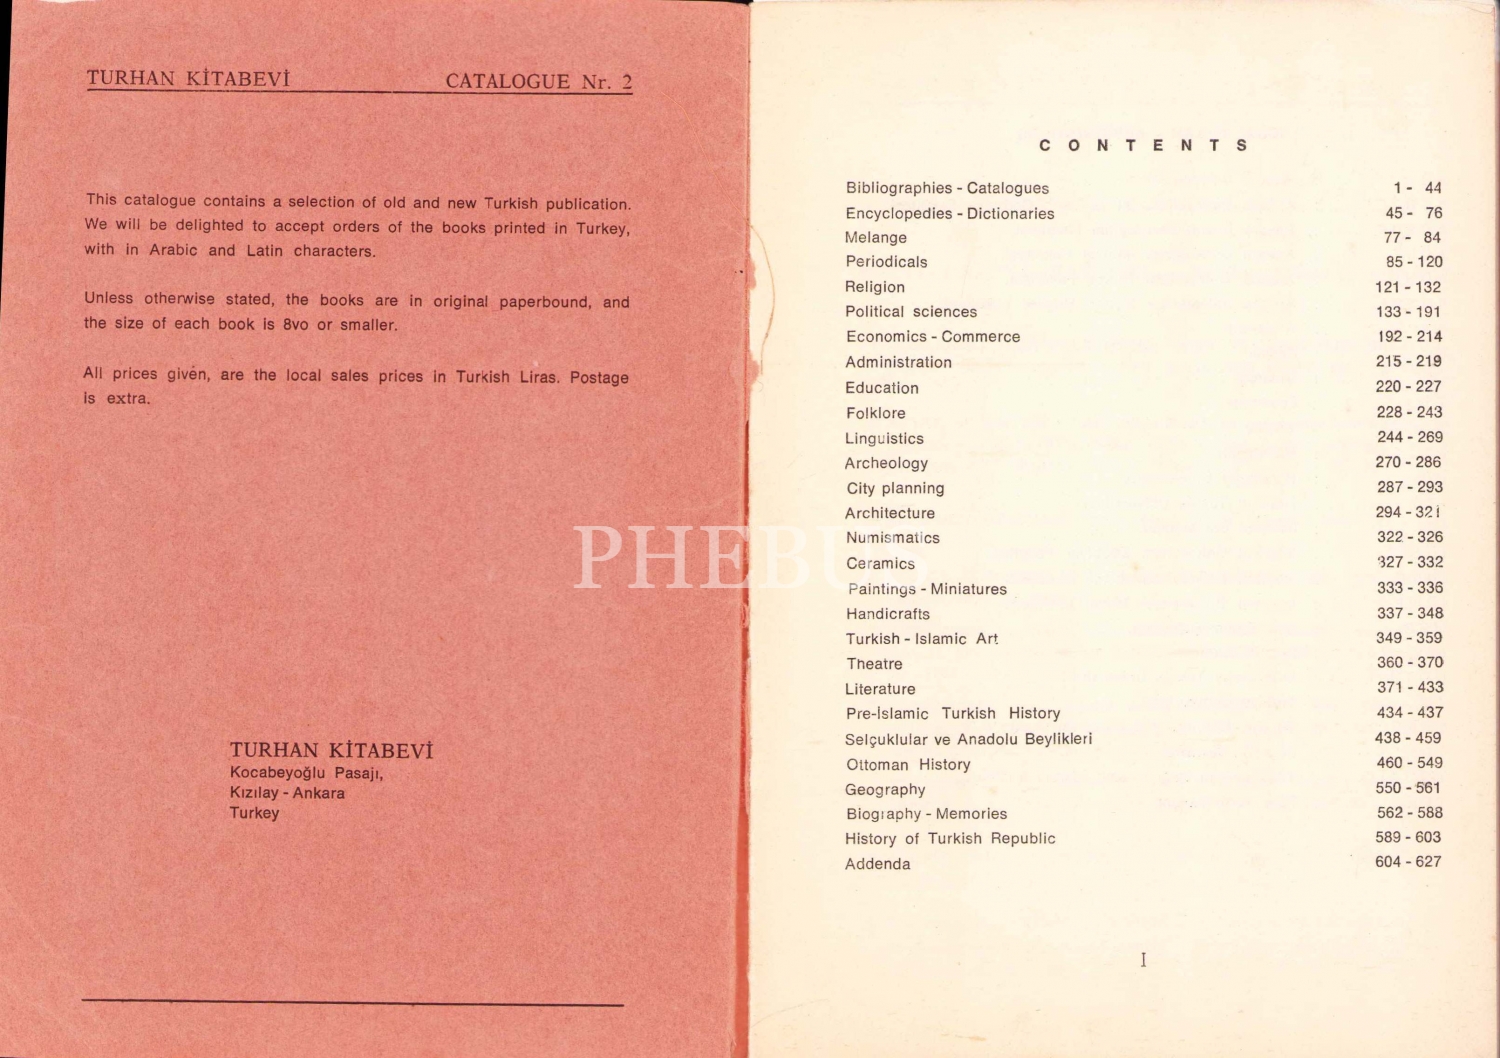 TURHAN KİTABEVİ CATALOGUE Nr. 2
This catalogue contains a selection of old and new Turkish publication.
We will be delighted to accept orders of the books printed in Turkey,
with in Arabic and Latin characters.
Unless otherwise stated, the books are in original paperbound, and
the size of each book is 8vo or smaller.
All prices given, are the local sales prices in Turkish Liras. Postage
is extra.
TURHAN KİTABEVİ
Kocabeyoğlu Pasajı,
Kızılay - Ankara
Turkey
CONTENTS
Bibliographies - Catalogues 1 - 44
Encyclopedies - Dictionaries 45 - 76
Melange 77 - 84
Periodicals 85 - 120
Religion 121 - 132
Political sciences 133 - 191
Economics - Commerce 192 - 214
Administration 215 - 219
Education 220 - 227
Folklore 228 - 243
Linguistics 244 - 269
Archeology 270 - 286
City planning 287 - 293
Architecture 294 - 321
Numismatics 322 - 326
Ceramics 327 - 332
Paintings - Miniatures 333 - 336
Handicrafts 337 - 348
Turkish - Islamic Art 349 - 359
Theatre 360 - 370
Literature 371 - 433
Pre-İslamic Turkish History 434 - 437
Selçuklular ve Anadolu Beylikleri 438 - 459
Ottoman History 460 - 549
Geography 550 - 561
Biography - Memories 562 - 588
History of Turkish Republic 589 - 603
Addenda 604 - 627
I
PHEBUS